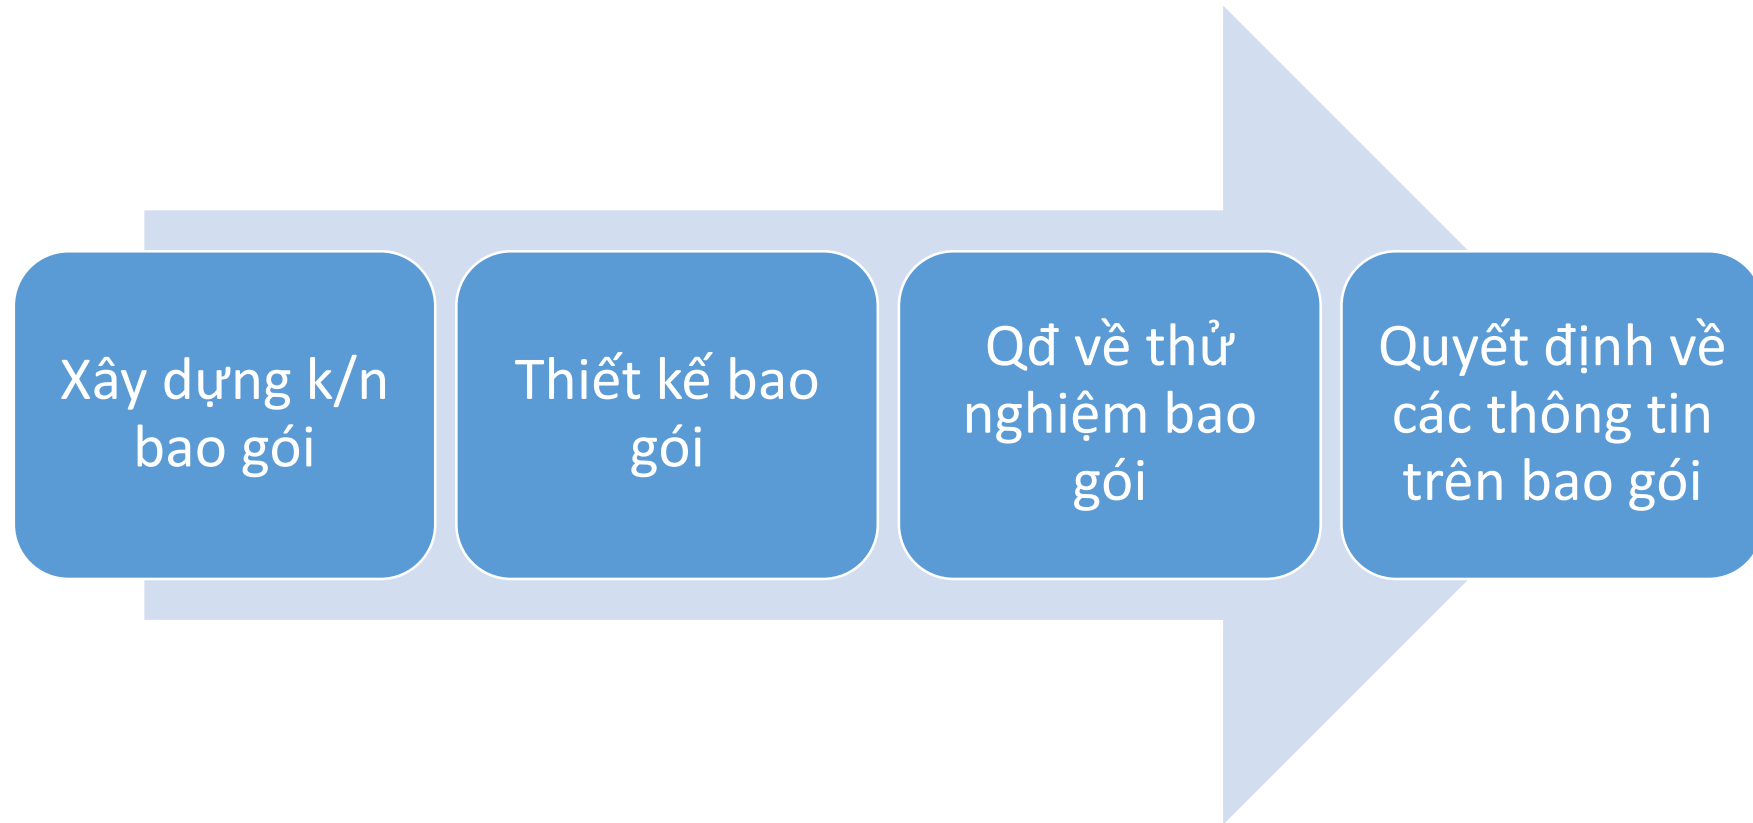 Xây dựng k/n
bao gói
Thiết kế bao
gói
Qđ về thử
nghiệm bao
gói
Quyết định về
các thông tin
trên bao gói